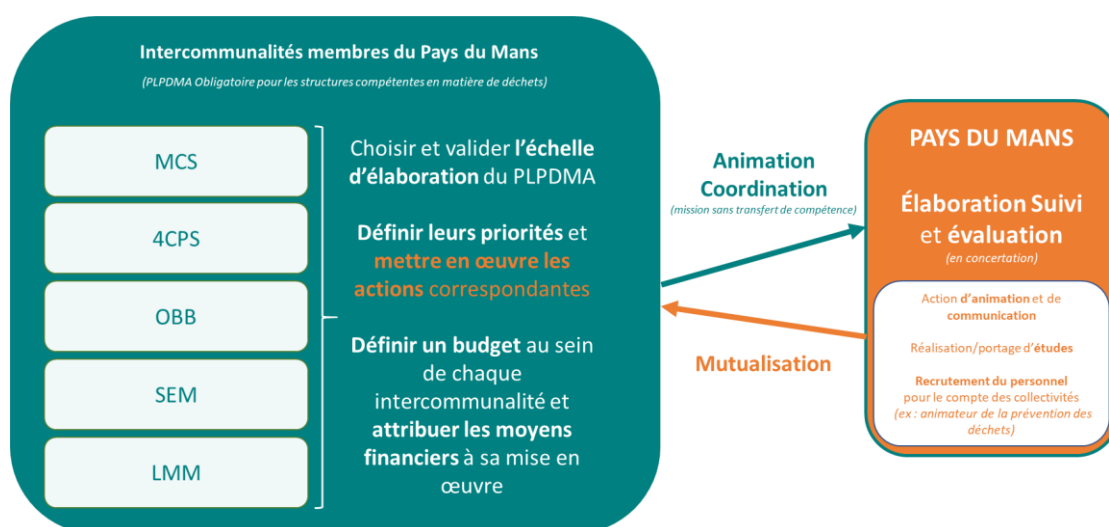 Intercommunalités membres du Pays du Mans
(PLPDMA Obligatoire pour les structures compétentes en matière de déchets)
MCS
4CPS
OBB
SEM
LMM
Choisir et valider l'échelle
d'élaboration du PLPDMA
Définir leurs priorités et
mettre en œuvre les
actions correspondantes
Définir un budget au sein
de chaque
intercommunalité et
attribuer les moyens
financiers à sa mise en
œuvre
Animation
Coordination
(mission sans transfert de compétence)
Mutualisation
PAYS DU MANS
Élaboration Suivi
et évaluation
(en concertation)
Action d'animation et de
communication
Réalisation/portage d'études
Recrutement du personnel
pour le compte des collectivités
(ex : animateur de la prévention des
déchets)